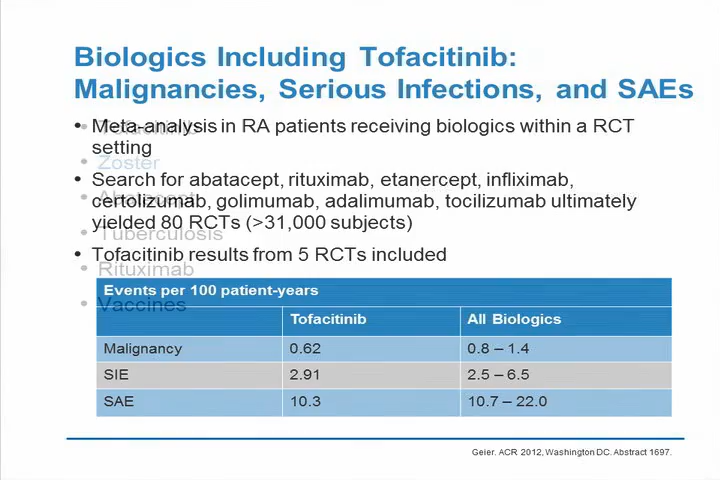 Biologics Including Tofacitinib:
Malignancies, Serious Infections, and SAEs
• Meta-analysis in RA patients receiving biologics within a RCT
setting
• Search for abatacept, rituximab, etanercept, infliximab,
certolizumab, golimumab, adalimumab, tocilizumab ultimately
yielded 80 RCTs (>31,000 subjects)
• Tofacitinib results from 5 RCTs included
• Zoster
• Tuberculosis
• Rituximab
• Vaccines
Events per 100 patient-years
Tofacitinib All Biologics
Malignancy 0.62 0.8 – 1.4
SIE 2.91 2.5 – 6.5
SAE 10.3 10.7 – 22.0
Geier. ACR 2012, Washington DC. Abstract 1697.